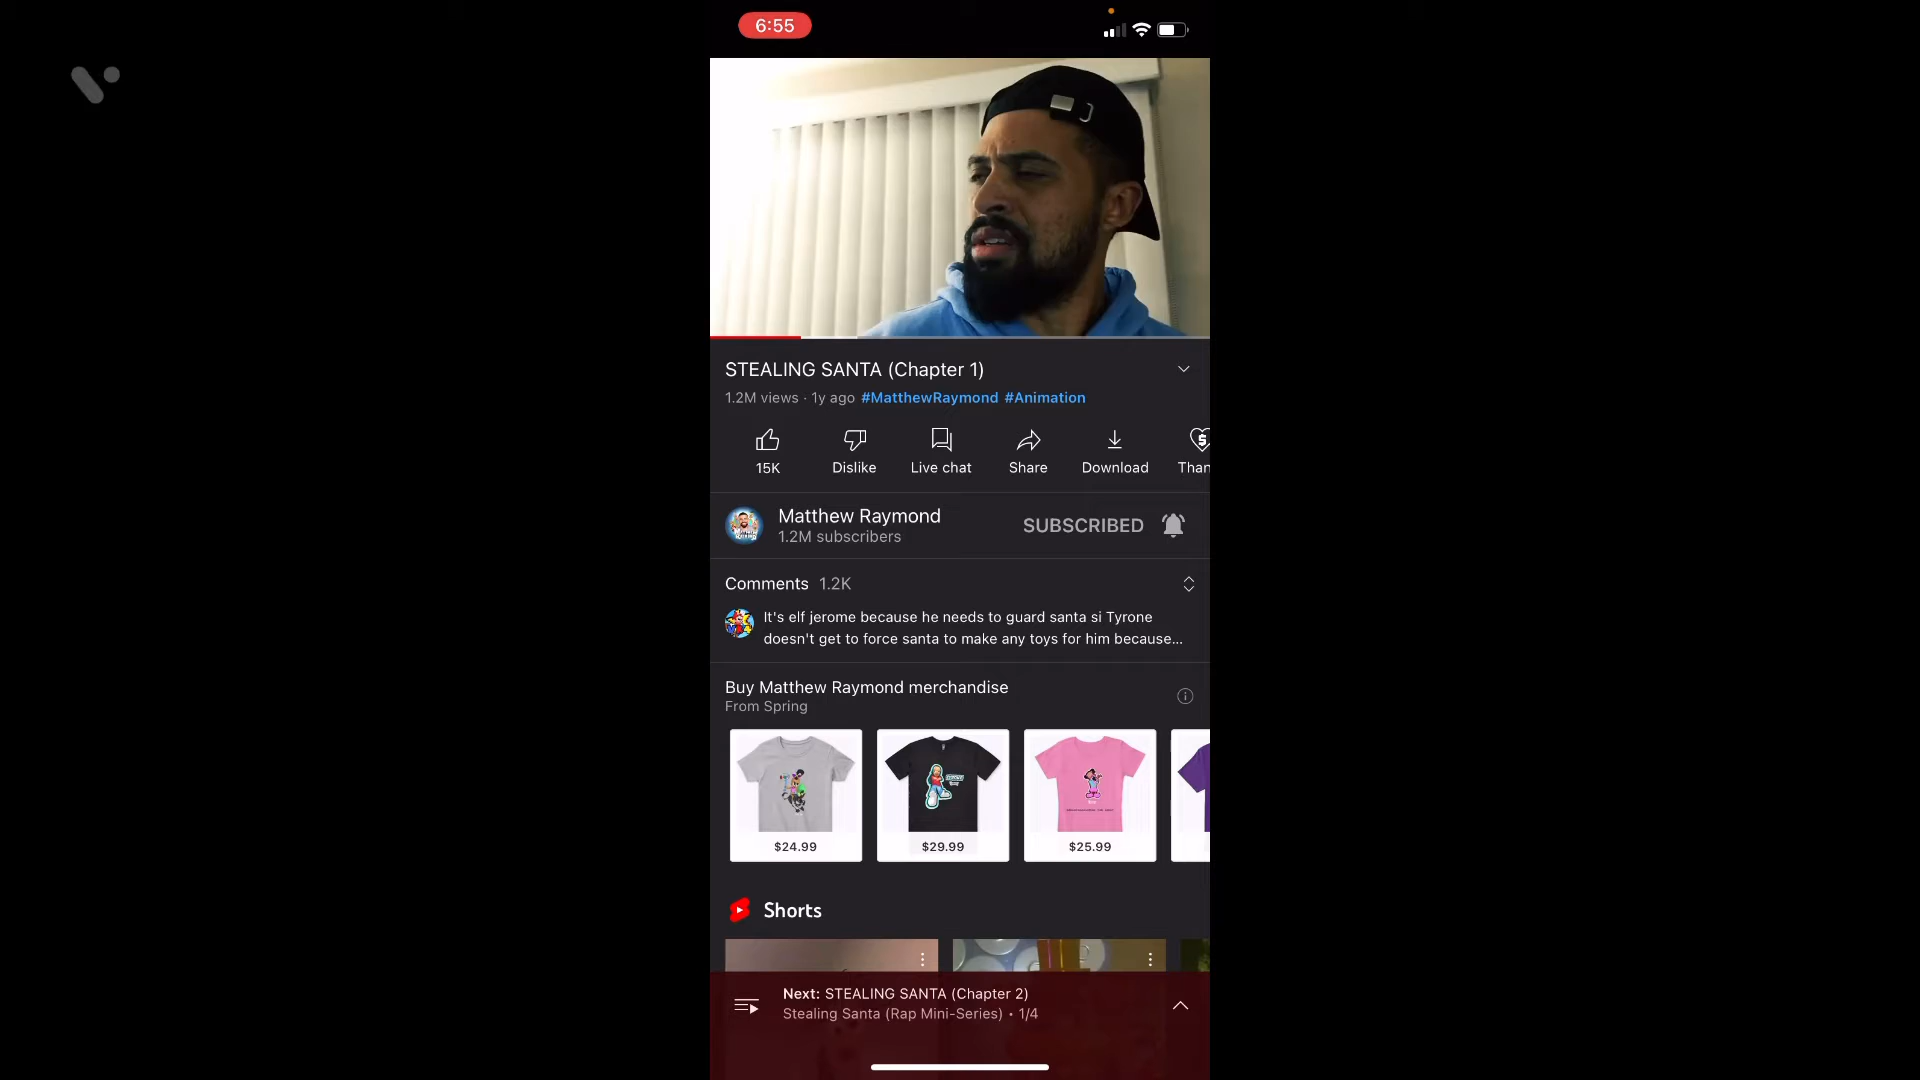 6:55
STEALING SANTA (Chapter 1)
1.2M views · 1y ago #MatthewRaymond #Animation
15K
Dislike
Live chat
Share
Download
Than
Matthew Raymond
1.2M subscribers
SUBSCRIBED
Comments 1.2K
It's elf jerome because he needs to guard santa si Tyrone
doesn't get to force santa to make any toys for him because...
Buy Matthew Raymond merchandise
From Spring
$24.99
$29.99
$25.99
Shorts
Next: STEALING SANTA (Chapter 2)
Stealing Santa (Rap Mini-Series) • 1/4